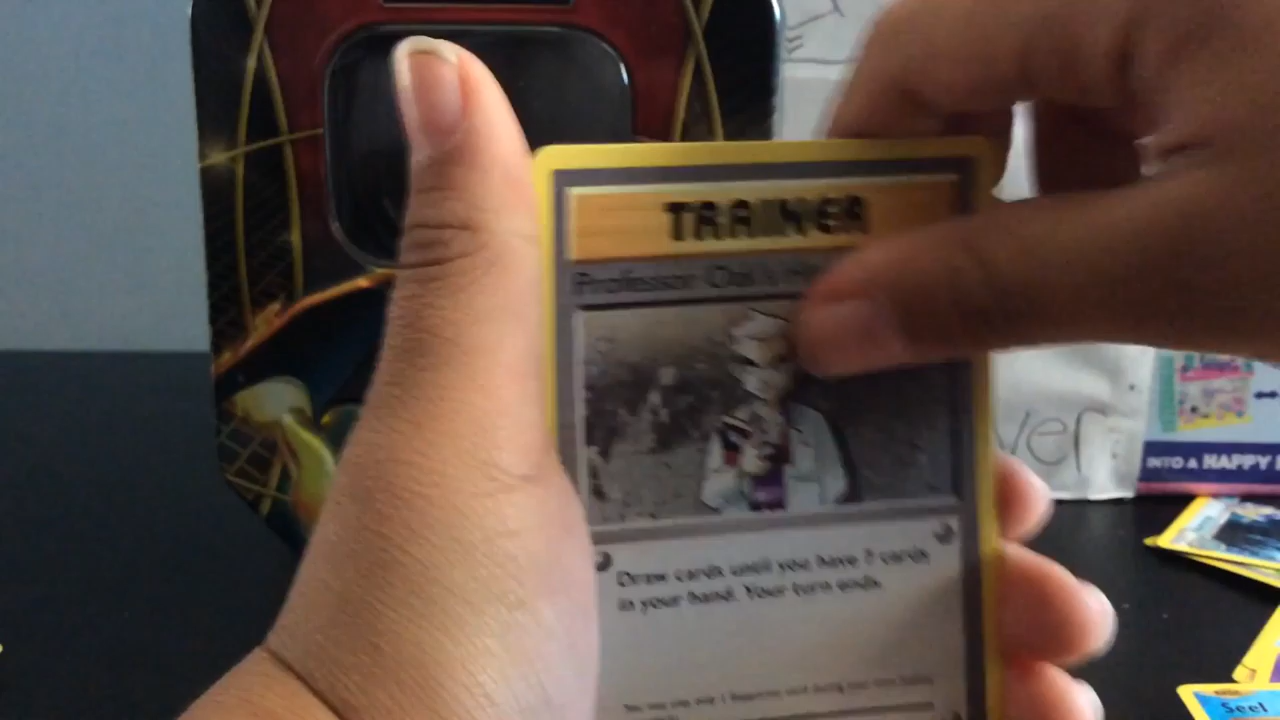 TRAINER
Professor Oak's
Draw cards until you have 7 cards
in your hand. Your turn ends.
ver
INTO A HAPPY
Seel